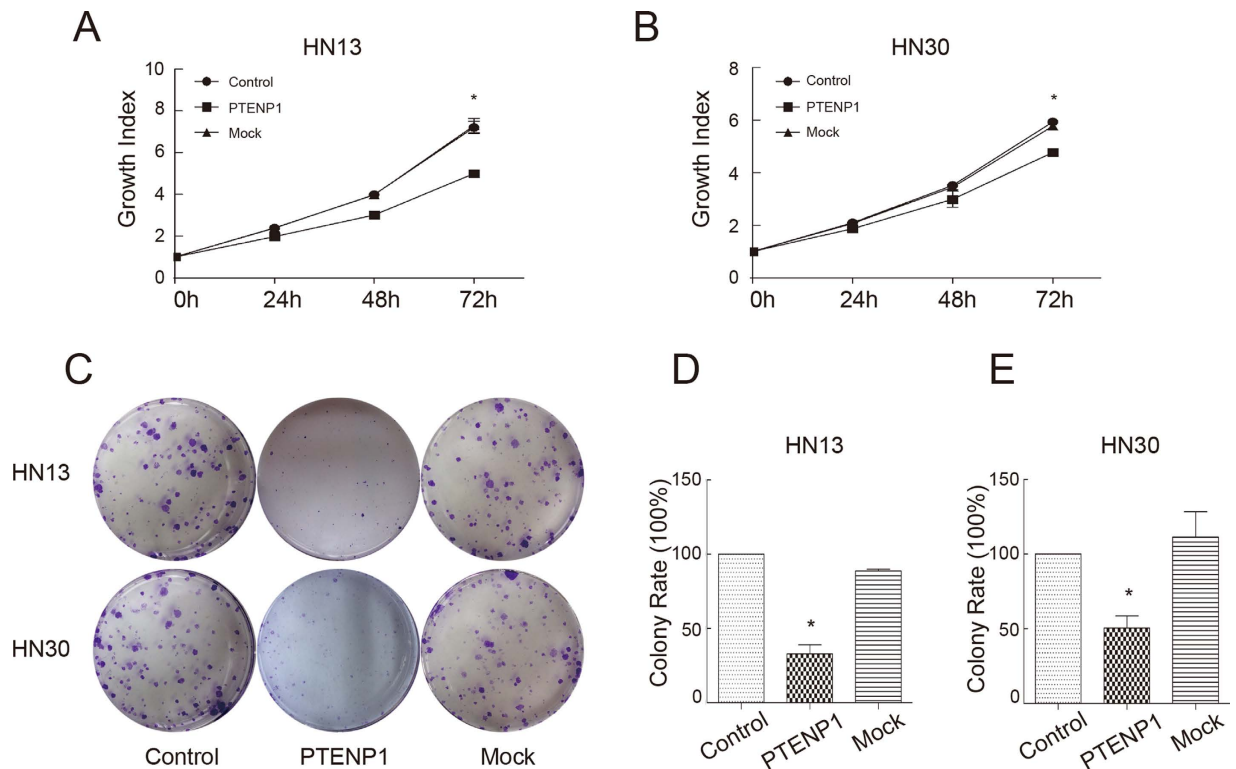 A
HN13
Growth Index
10
8
6
4
2
0
Control
PTENP1
Mock
*
0h 24h 48h 72h
B
HN30
Growth Index
8
6
4
2
0
Control
PTENP1
Mock
*
0h 24h 48h 72h
C
HN13
HN30
Control PTENP1 Mock
D
HN13
Colony Rate (100%)
150
100
50
0
*
Control PTENP1 Mock
E
HN30
Colony Rate (100%)
150
100
50
0
*
Control PTENP1 Mock